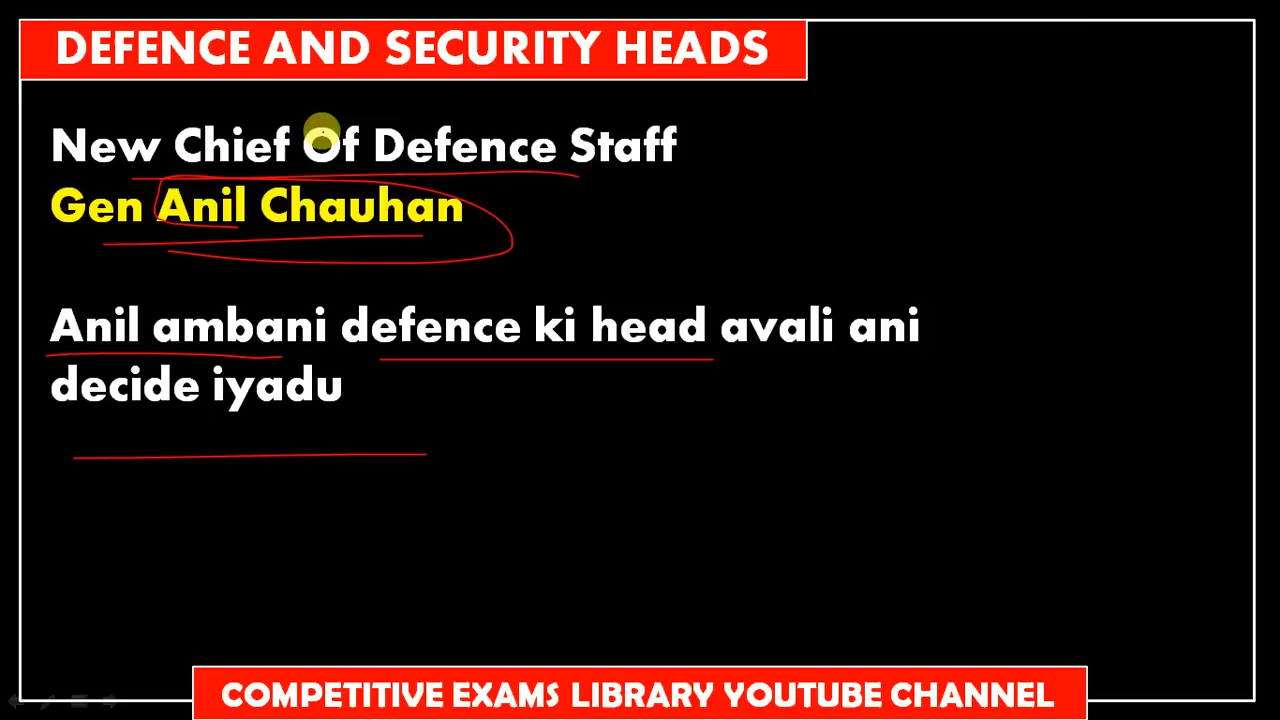 DEFENCE AND SECURITY HEADS
New Chief Of Defence Staff
Gen Anil Chauhan
Anil ambani defence ki head avali ani
decide iyadu
COMPETITIVE EXAMS LIBRARY YOUTUBE CHANNEL